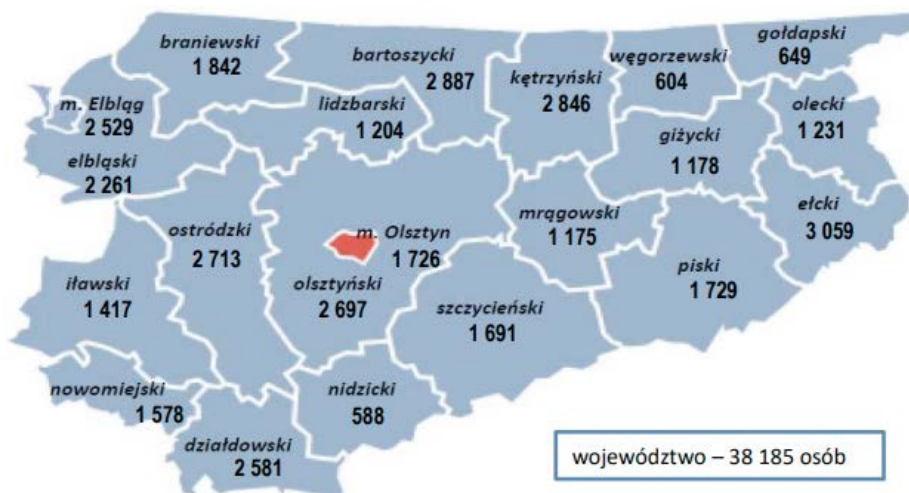 braniewski
1 842
bartoszycki
2 887
kętrzyński
2 846
węgorzewski
604
gołdapski
649
m. Elbląg
2 529
lidzbarski
1 204
olecki
1 231
giżycki
1 178
elbląski
2 261
ełcki
3 059
mrągowski
1 175
ostródzki
2 713
m. Olsztyn
1 726
piski
1 729
iławski
1 417
olsztyński
2 697
szczycieński
1 691
nowomiejski
1 578
nidzicki
588
działdowski
2 581
województwo – 38 185 osób